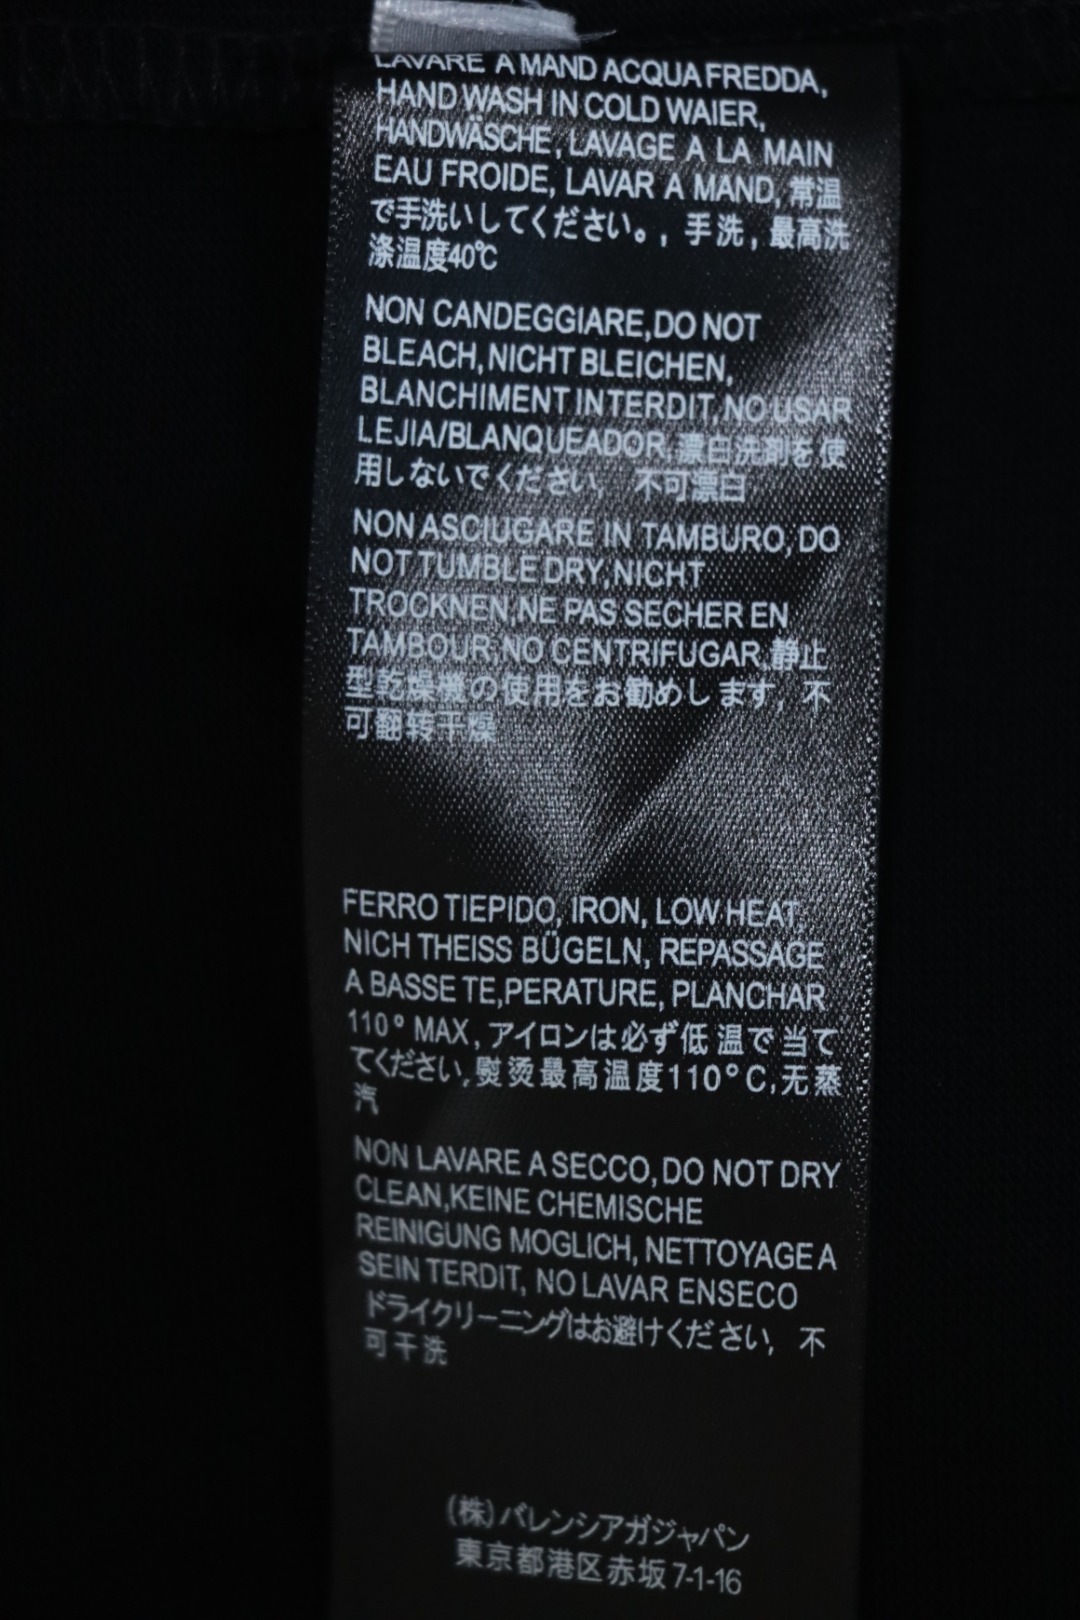 LAVARE A MAND ACQUA FREDDA,
HAND WASH IN COLD WAIER,
HANDWÄSCHE, LAVAGE A LA MAIN
EAU FROIDE, LAVAR A MAND, 常温
で手洗いしてください。, 手洗, 最高洗
涤温度40℃
NON CANDEGGIARE,DO NOT
BLEACH,NICHT BLEICHEN,
BLANCHIMENT INTERDIT,NO USAR
LEJIA/BLANQUEADOR,漂白洗剤を使
用しないでください, 不可漂白
NON ASCIUGARE IN TAMBURO, DO
NOT TUMBLE DRY,NICHT
TROCKNEN,NE PAS SECHER EN
TAMBOUR,NO CENTRIFUGAR,静止
型乾燥機の使用をお勧めします, 不
可翻转干燥
FERRO TIEPIDO, IRON, LOW HEAT,
NICH THEISS BÜGELN, REPASSAGE
A BASSE TE,PERATURE, PLANCHAR
110° MAX, アイロンは必ず低温で当て
てください,熨烫最高温度110°C,无蒸
汽
NON LAVARE A SECCO, DO NOT DRY
CLEAN,KEINE CHEMISCHE
REINIGUNG MOGLICH, NETTOYAGE A
SEIN TERDIT, NO LAVAR ENSECO
ドライクリーニングはお避けください, 不
可干洗
(株)バレンシアガジャパン
東京都港区赤坂 7-1-16